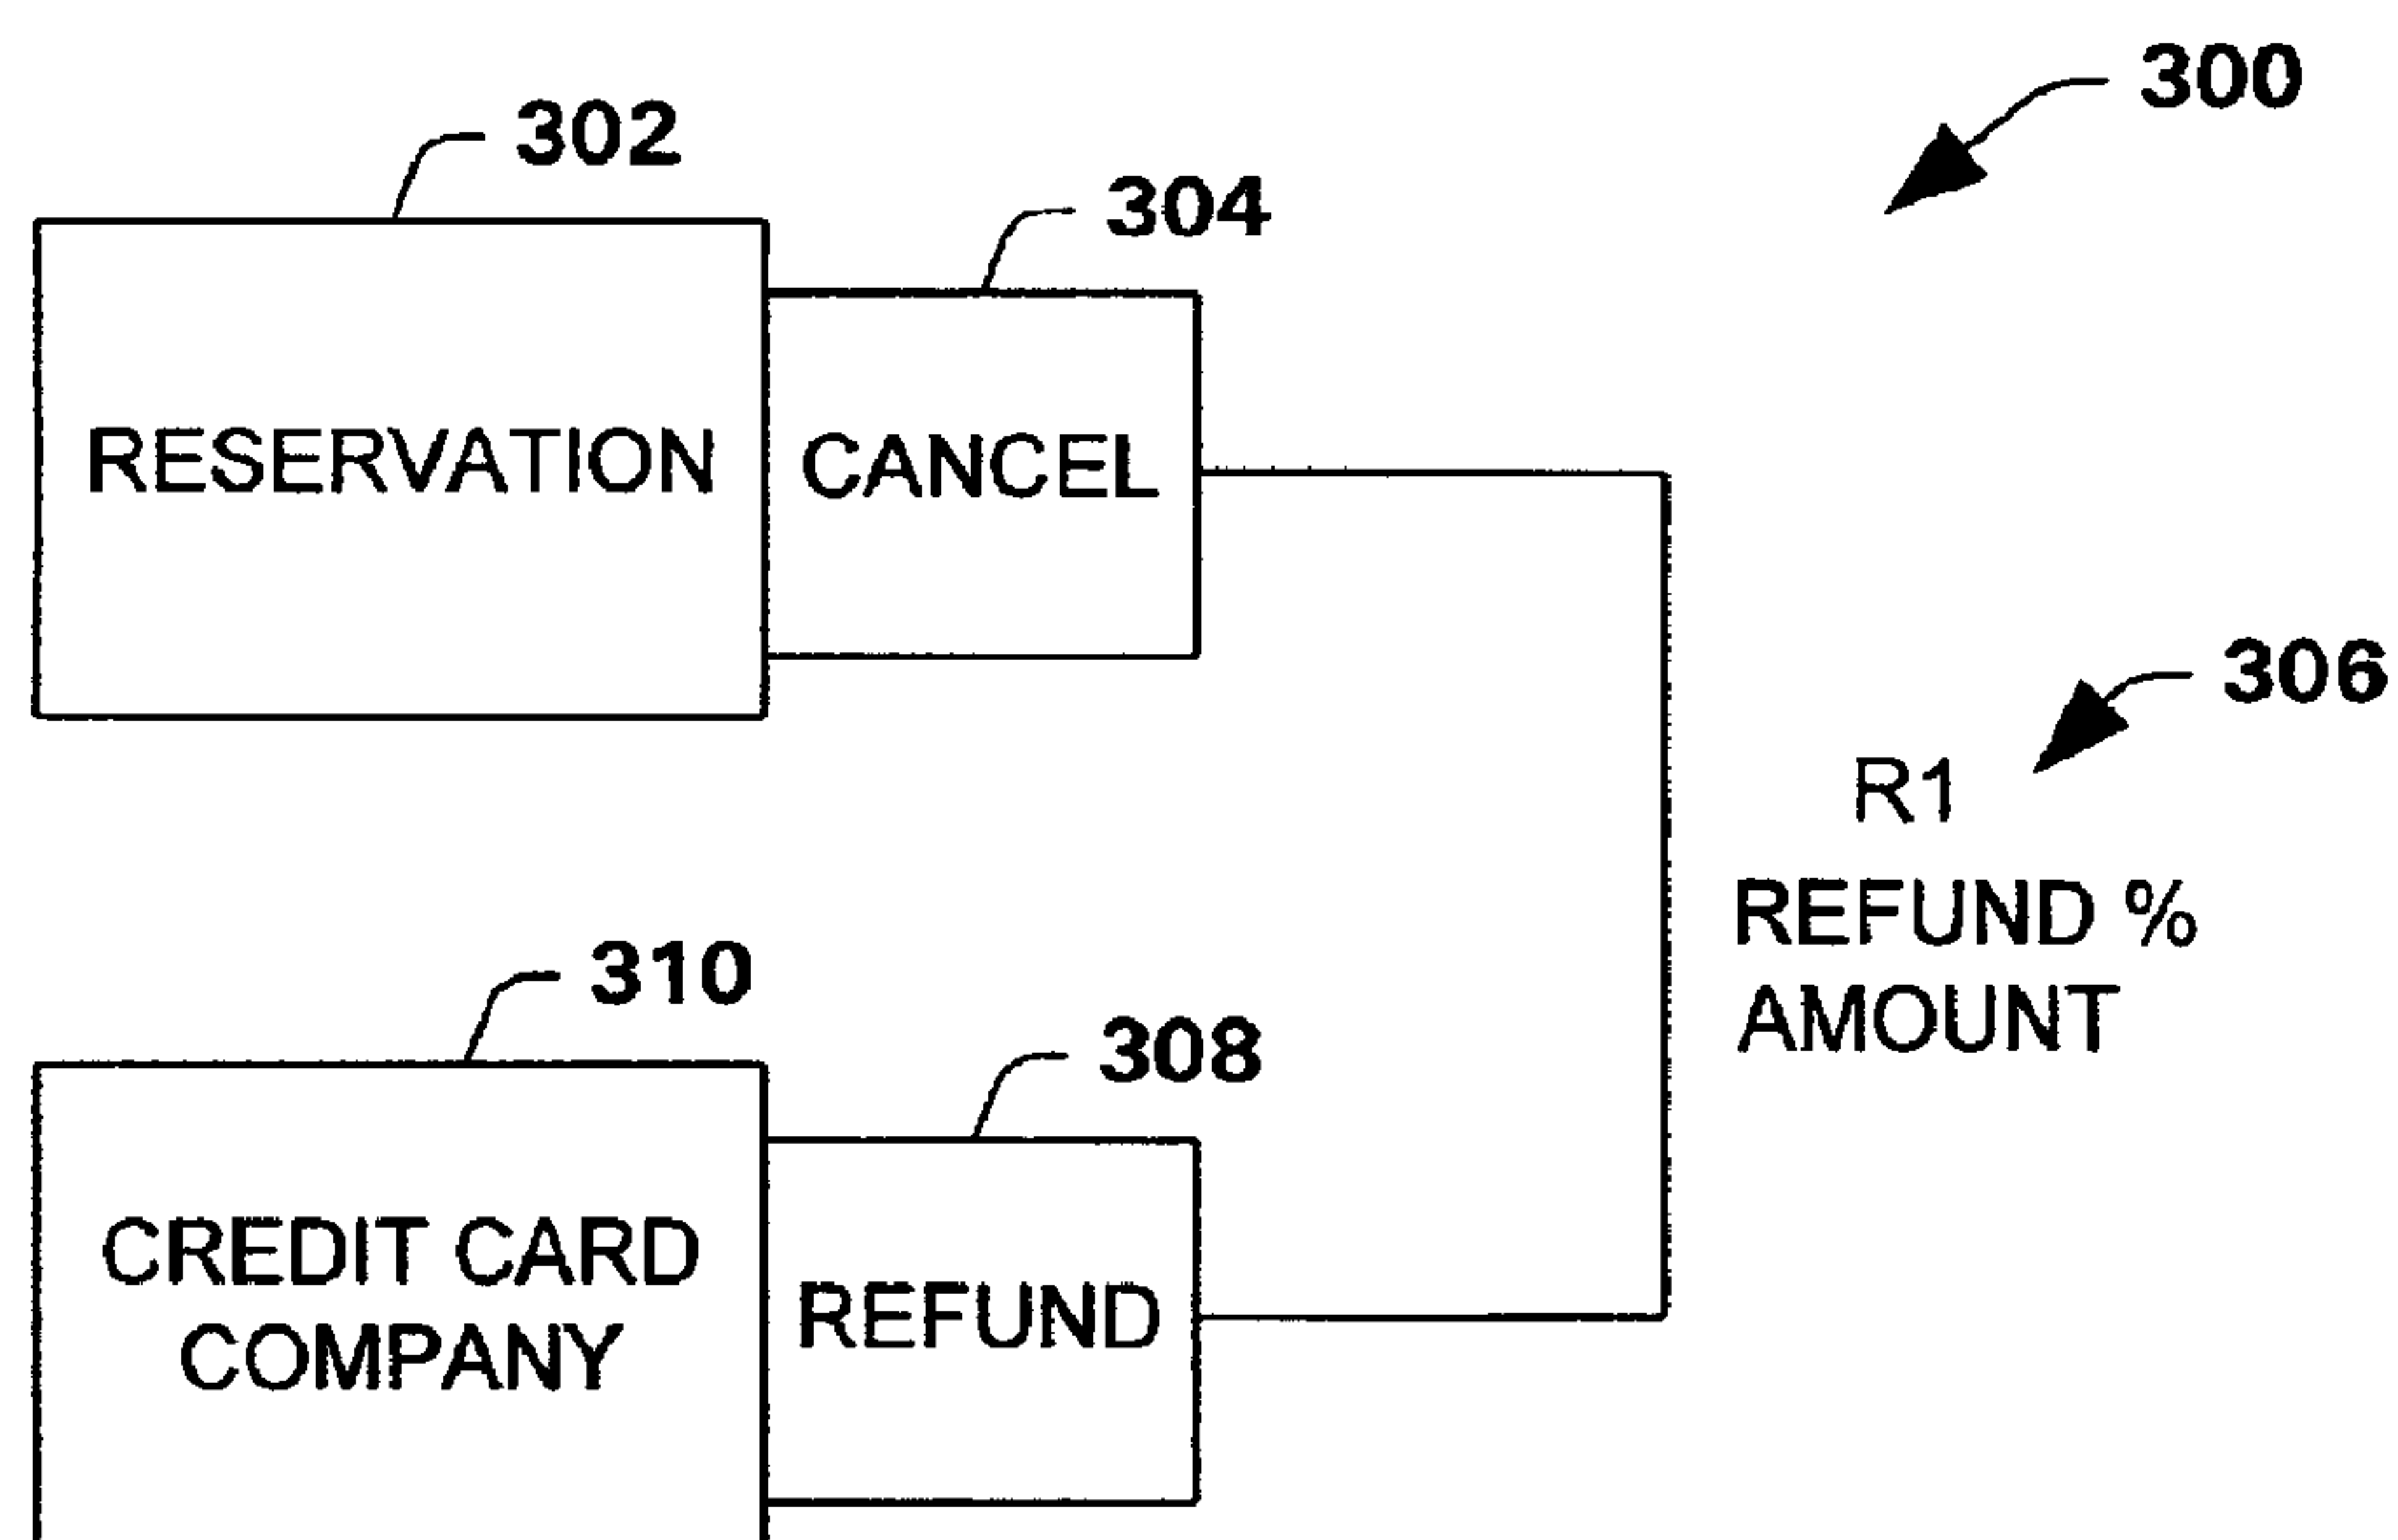 300
302
304
RESERVATION
CANCEL
306
R1
REFUND %
AMOUNT
310
308
CREDIT CARD
COMPANY
REFUND